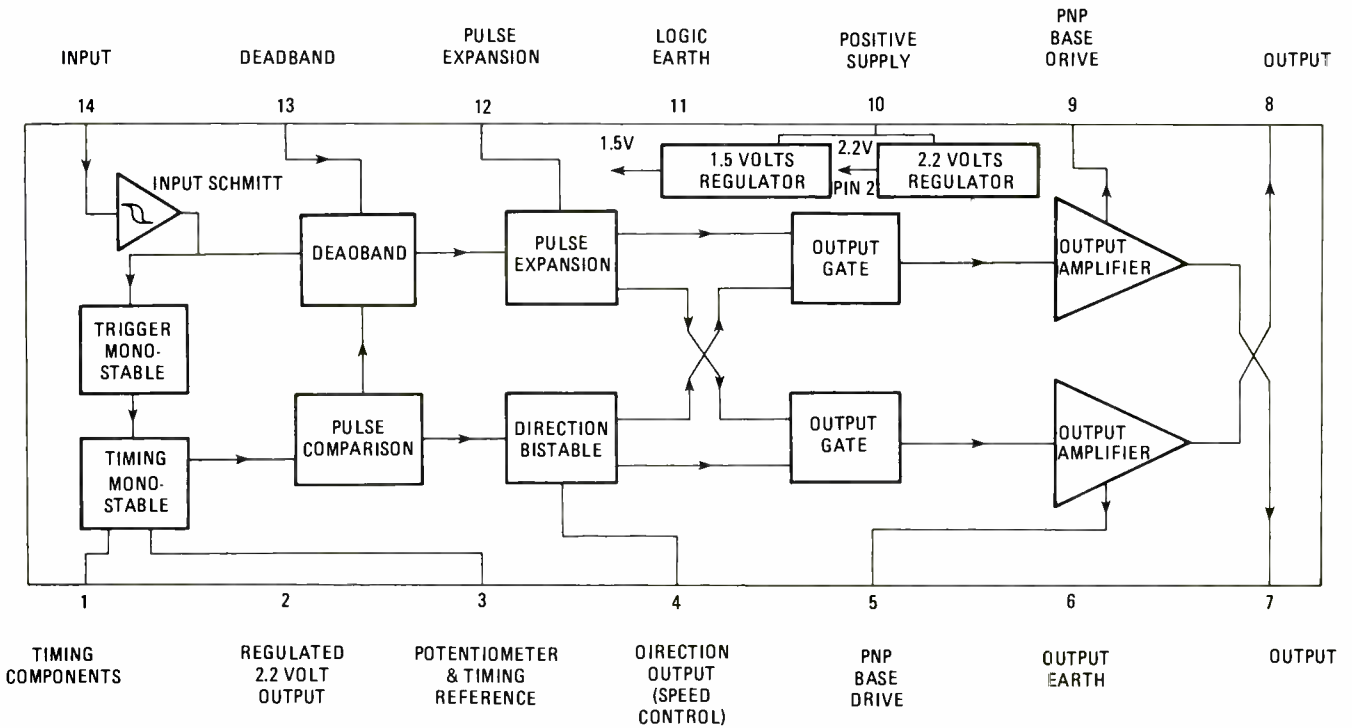 INPUT
DEADBAND
PULSE
EXPANSION
LOGIC
EARTH
POSITIVE
SUPPLY
PNP
BASE
ORIVE
OUTPUT
14
13
12
11
10
9
8
INPUT SCHMITT
1.5V
1.5 VOLTS
REGULATOR
2.2V
PIN 2
2.2 VOLTS
REGULATOR
DEAOBAND
PULSE
EXPANSION
OUTPUT
GATE
OUTPUT
AMPLIFIER
TRIGGER
MONO-
STABLE
TIMING
MONO-
STABLE
PULSE
COMPARISON
DIRECTION
BISTABLE
OUTPUT
GATE
OUTPUT
AMPLIFIER
1
2
3
4
5
6
7
TIMING
COMPONENTS
REGULATED
2.2 VOLT
OUTPUT
POTENTIOMETER
& TIMING
REFERENCE
DIRECTION
OUTPUT
(SPEED
CONTROL)
PNP
BASE
DRIVE
OUTPUT
EARTH
OUTPUT